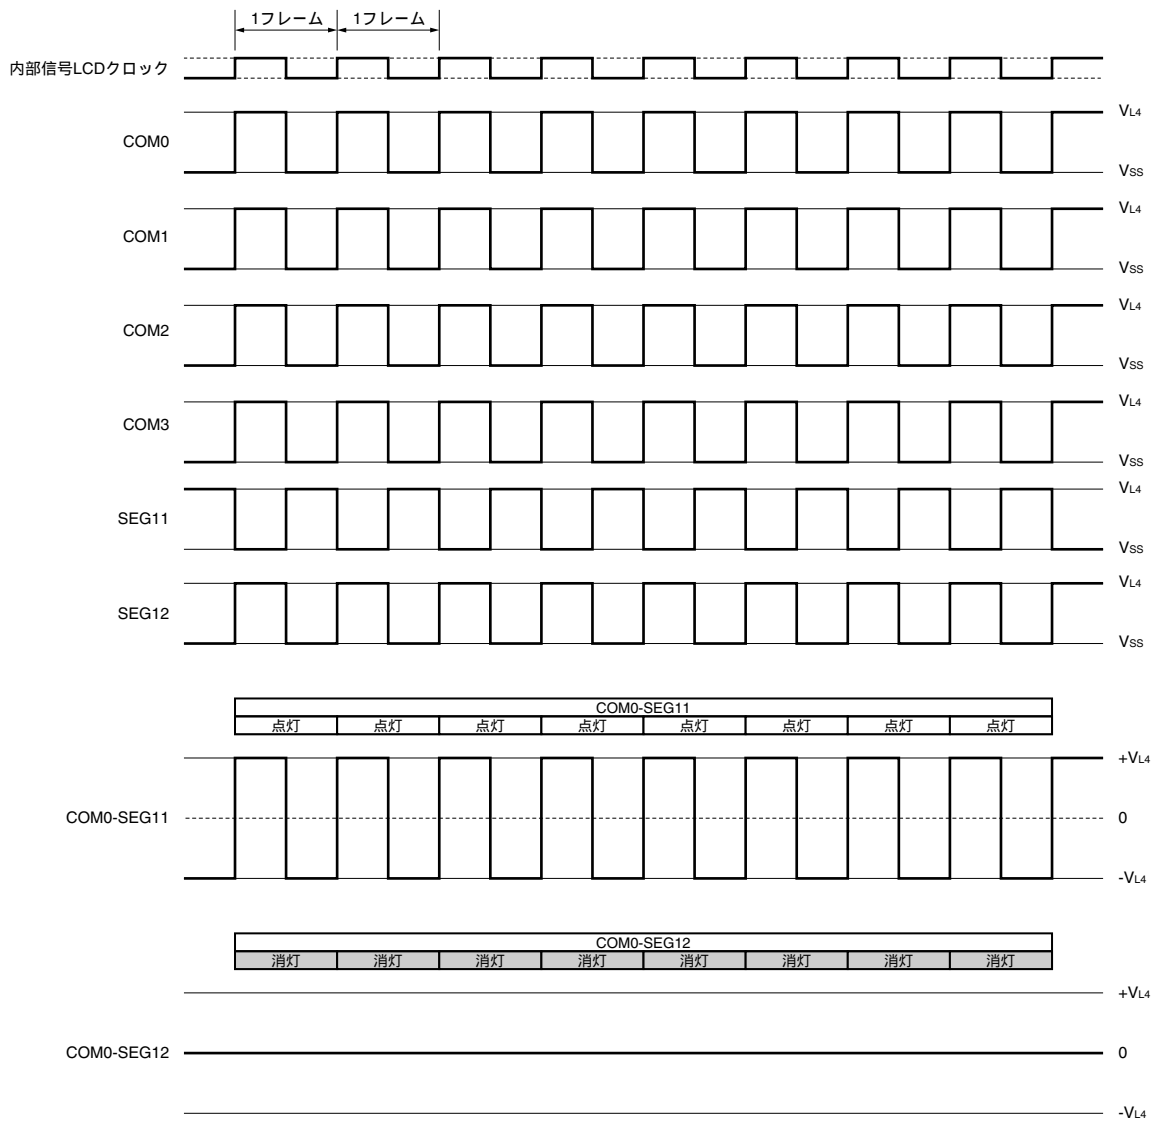 1フレーム 1フレーム
内部信号LCDクロック
VL4
COM0
VSS
VL4
COM1
VSS
VL4
COM2
VSS
VL4
COM3
VSS
VL4
SEG11
VSS
VL4
SEG12
VSS
COM0-SEG11
点灯 点灯 点灯 点灯 点灯 点灯 点灯 点灯
+VL4
COM0-SEG11 0
-VL4
COM0-SEG12
消灯 消灯 消灯 消灯 消灯 消灯 消灯 消灯
+VL4
COM0-SEG12 0
-VL4